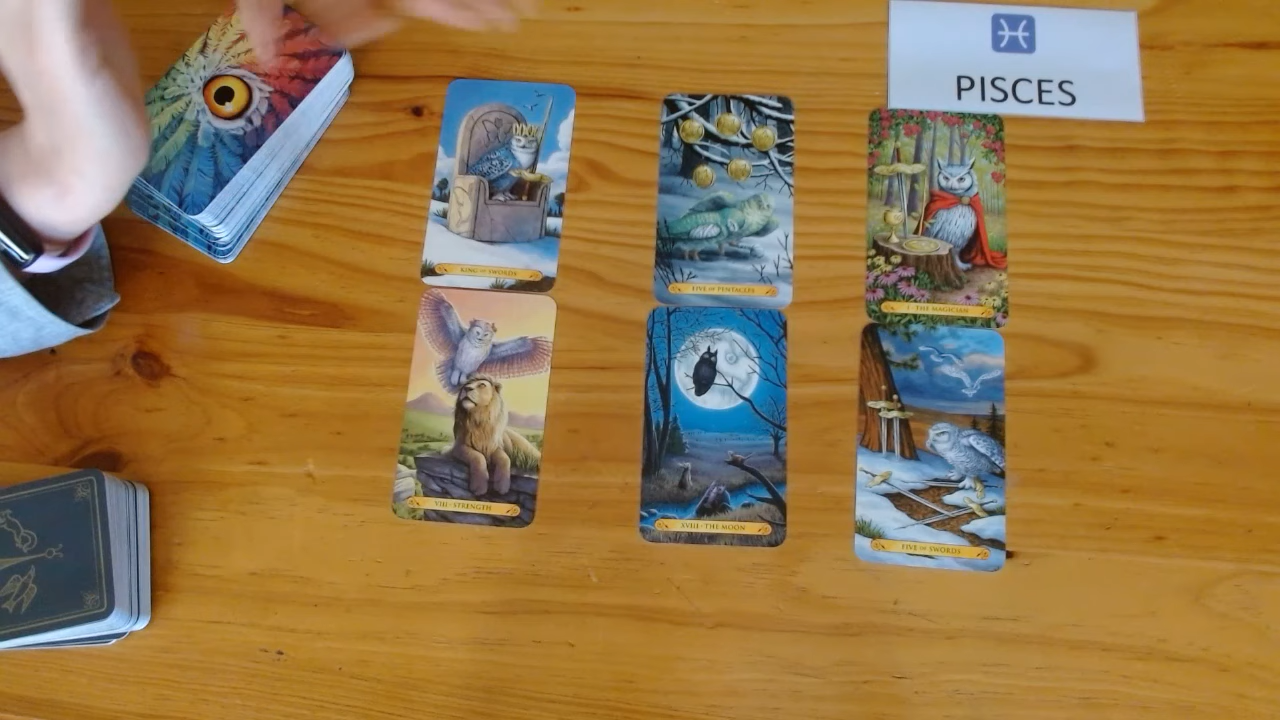 PISCES
KING OF SWORDS
FIVE OF PENTACLES
I · THE MAGICIAN
VIII · STRENGTH
XVIII · THE MOON
FIVE OF SWORDS